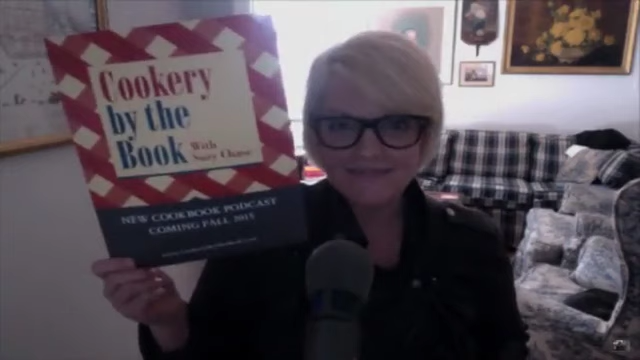 Cookery
by the
Book With
Suzy Chase
NEW COOKBOOK PODCAST
COMING FALL 2015